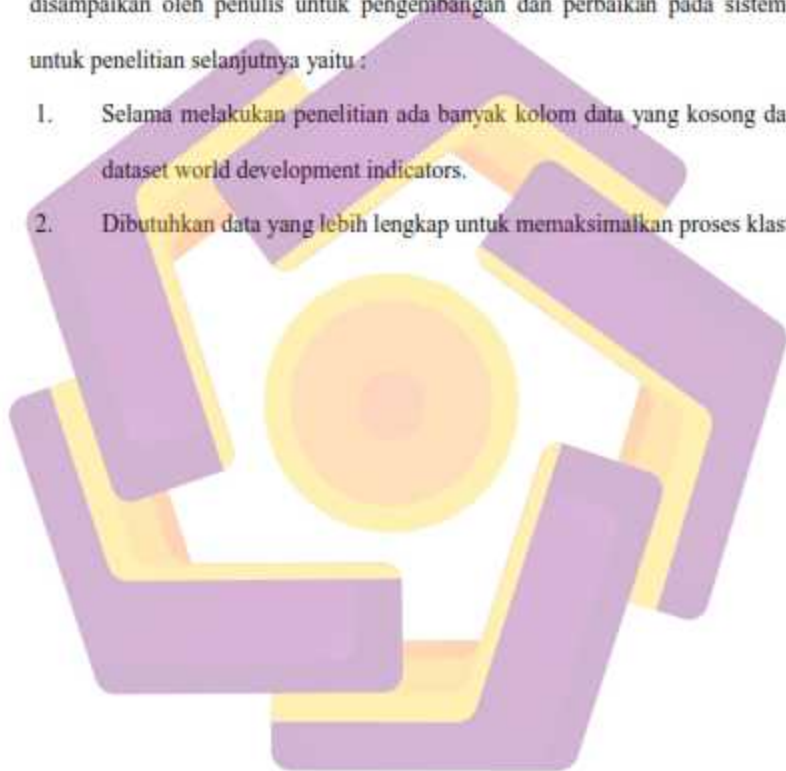 disampaikan oleh penulis untuk pengembangan dan perbaikan pada sistem
untuk penelitian selanjutnya yaitu :
1. Selama melakukan penelitian ada banyak kolom data yang kosong da
dataset world development indicators.
2. Dibutuhkan data yang lebih lengkap untuk memaksimalkan proses klas